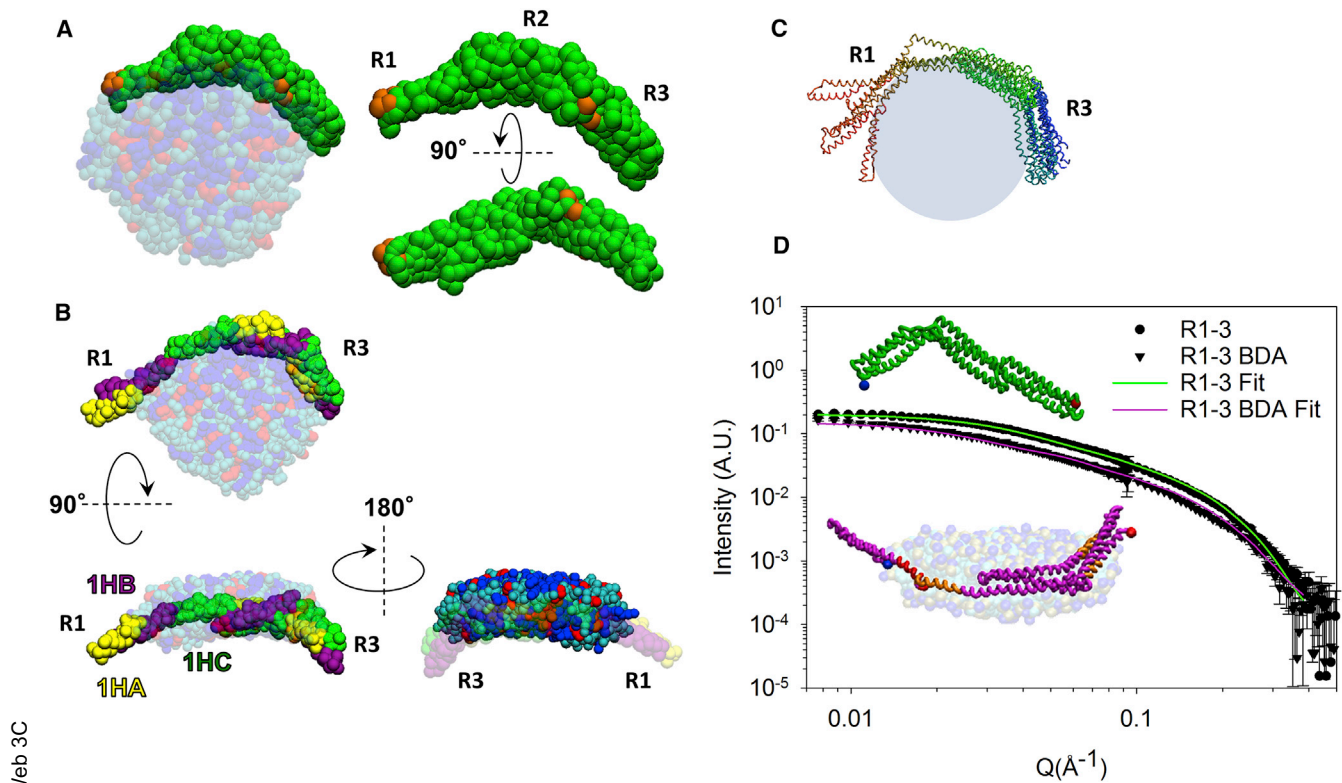 A
R1
R2
R3
90°
B
R1
R3
90°
180°
1HB
R1
1HC
R3
1HA
R3
R1
C
R1
R3
D
10¹
10⁰
10⁻¹
10⁻²
10⁻³
10⁻⁴
10⁻⁵
Intensity (A.U.)
R1-3
R1-3 BDA
R1-3 Fit
R1-3 BDA Fit
0.01
0.1
Q(Å⁻¹)
3C